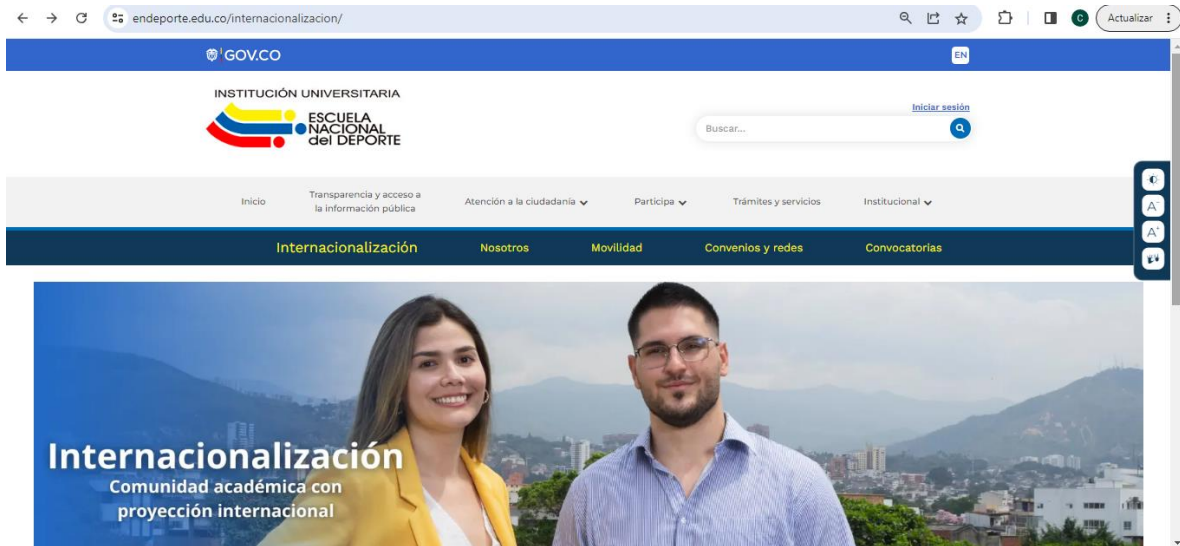 endeporte.edu.co/internacionalizacion/
C
Actualizar
GOV.CO
EN
INSTITUCIÓN UNIVERSITARIA
ESCUELA
NACIONAL
del DEPORTE
Iniciar sesión
Buscar...
Inicio
Transparencia y acceso a
la información pública
Atención a la ciudadanía
Participa
Trámites y servicios
Institucional
A-
A+
Internacionalización
Nosotros
Movilidad
Convenios y redes
Convocatorias
Internacionalización
Comunidad académica con
proyección internacional